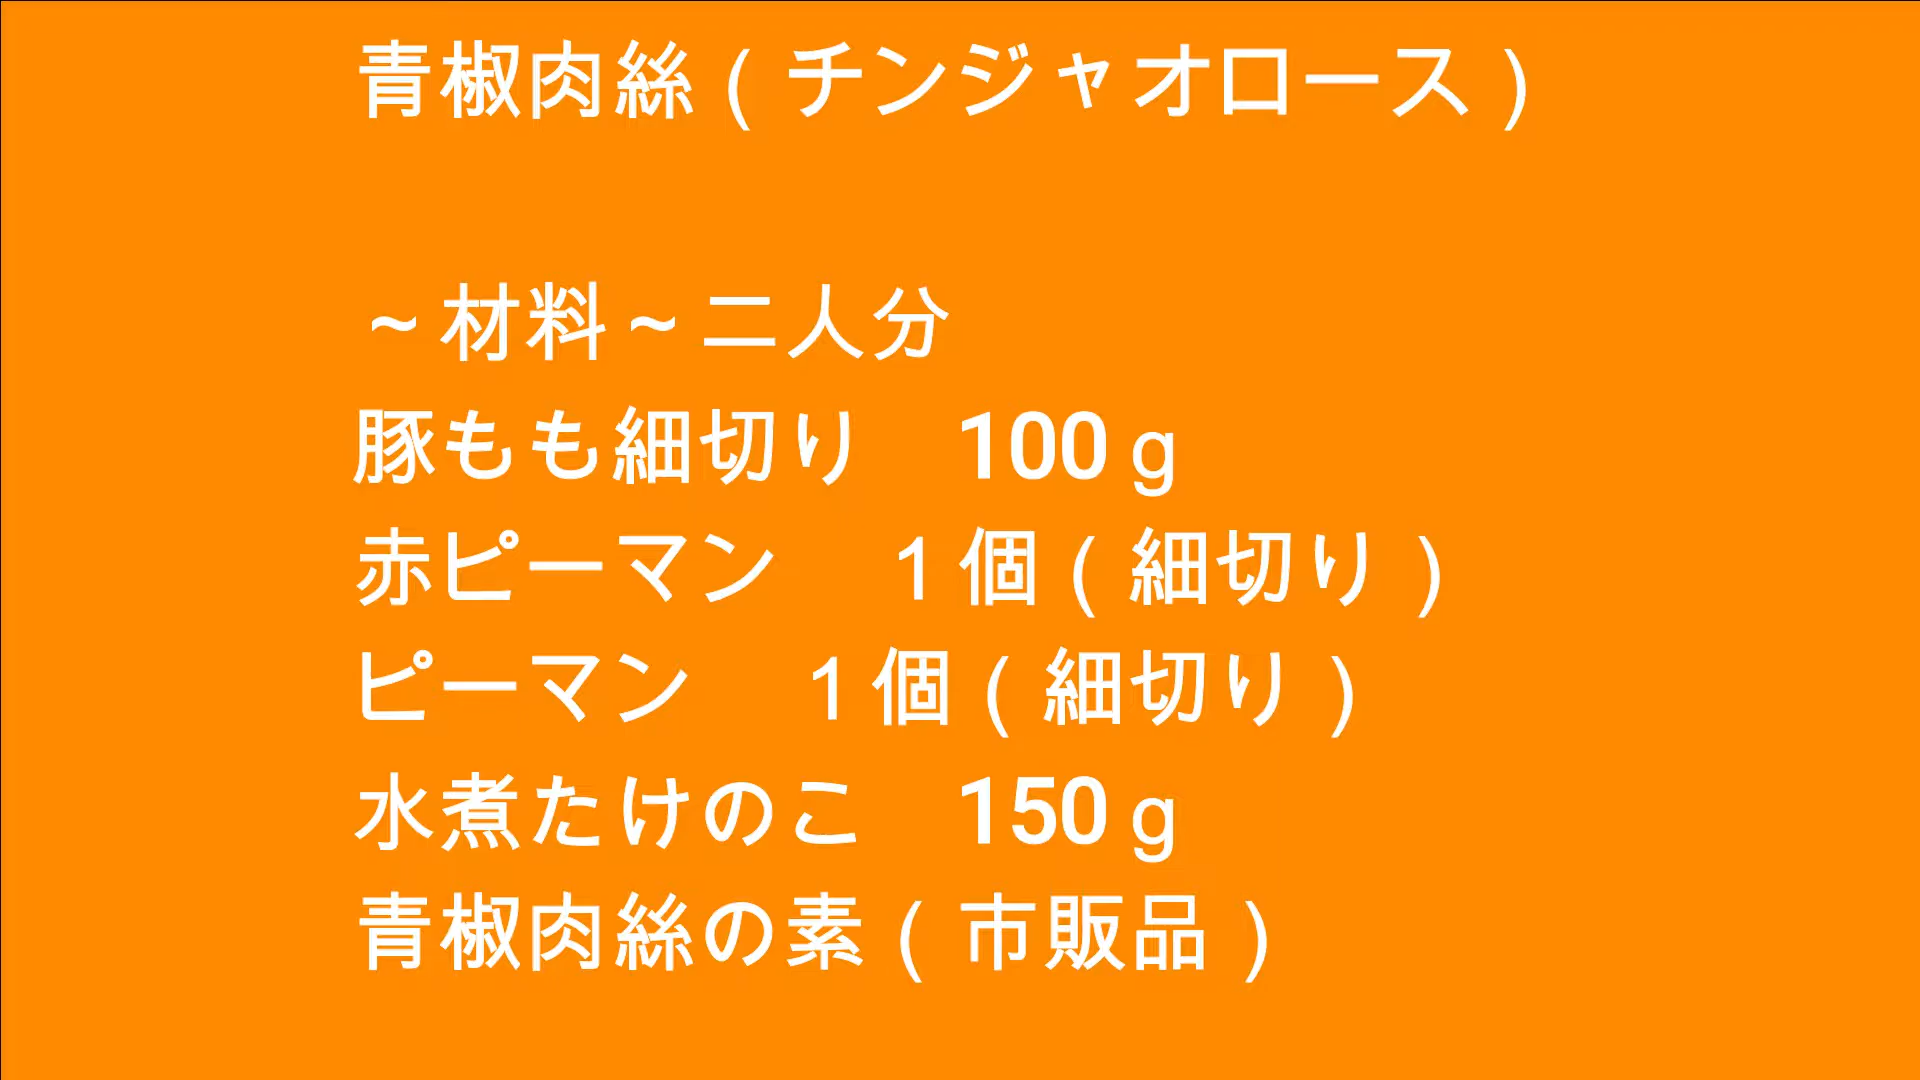 青椒肉絲（チンジャオロース）
～材料～二人分
豚もも細切り　100ｇ
赤ピーマン　１個（細切り）
ピーマン　１個（細切り）
水煮たけのこ　150ｇ
青椒肉絲の素（市販品）